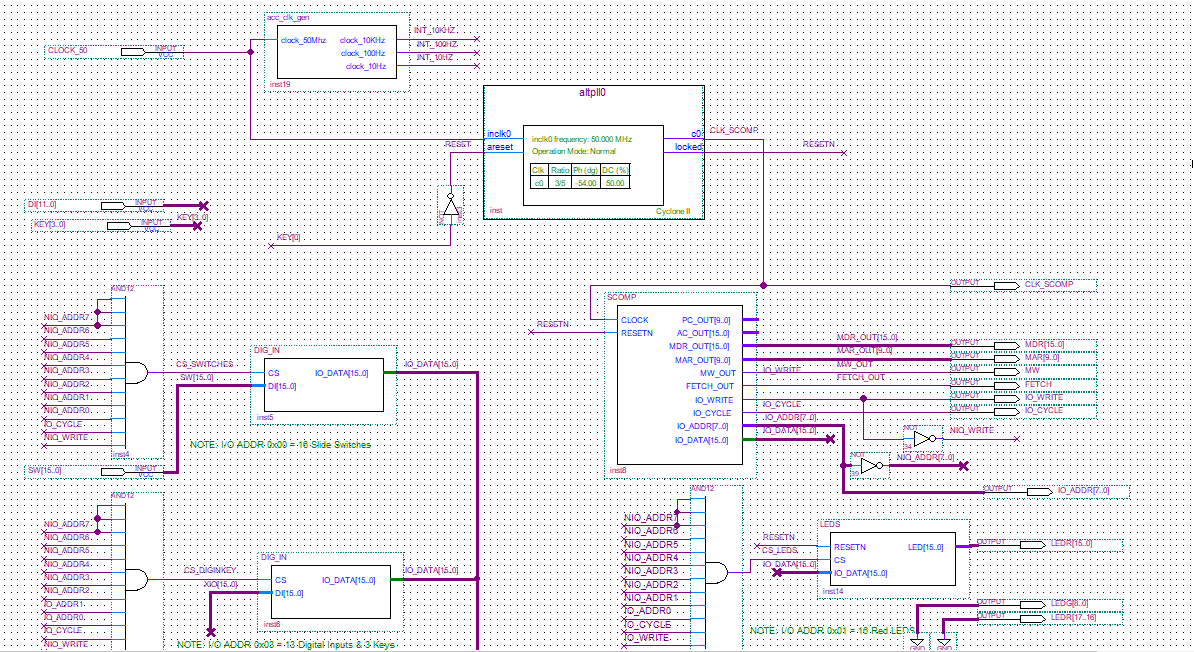 acc_clk_gen
clock_50Mhz clock_10KHz
clock_100Hz
clock_10Hz
inst19
INT_10KHZ
INT_100HZ
INT_10HZ
CLOCK_50
INPUT
VCC
altpll0
inclk0
areset
inclk0 frequency: 50.000 MHz
Operation Mode: Normal
Clk Ratio Ph (dg) DC (%)
c0 3/5 -54.00 50.00
c0
locked
inst
Cyclone II
CLK_SCOMP
RESETN
RESET
NOT
KEY[0]
DI[11..0]
INPUT
VCC
KEY[3..0]
INPUT
VCC
KEY[3..0]
AND12
NIO_ADDR7
NIO_ADDR6
NIO_ADDR5
NIO_ADDR4
NIO_ADDR3
NIO_ADDR2
NIO_ADDR1
NIO_ADDR0
IO_CYCLE
NIO_WRITE
inst4
CS_SWITCHES
SW[15..0]
DIG_IN
CS IO_DATA[15..0]
DI[15..0]
inst5
IO_DATA[15..0]
NOTE: I/O ADDR 0x00 = 16 Slide Switches
SW[15..0]
INPUT
VCC
AND12
NIO_ADDR7
NIO_ADDR6
NIO_ADDR5
NIO_ADDR4
NIO_ADDR3
NIO_ADDR2
IO_ADDR1
IO_ADDR0
IO_CYCLE
NIO_WRITE
CS_DIGINKEY
XIO[15..0]
DIG_IN
CS IO_DATA[15..0]
DI[15..0]
inst6
IO_DATA[15..0]
NOTE: I/O ADDR 0x03 = 13 Digital Inputs & 3 Keys
SCOMP
CLOCK PC_OUT[9..0]
RESETN AC_OUT[15..0]
MDR_OUT[15..0]
MAR_OUT[9..0]
MW_OUT
FETCH_OUT
IO_WRITE
IO_CYCLE
IO_ADDR[7..0]
IO_DATA[15..0]
inst8
RESETN
MDR_OUT[15..0]
MAR_OUT[9..0]
MW_OUT
IO_WRITE
FETCH_OUT
IO_CYCLE
IO_ADDR[7..0]
IO_DATA[15..0]
OUTPUT CLK_SCOMP
OUTPUT MDR[15..0]
OUTPUT MAR[9..0]
OUTPUT MW
OUTPUT FETCH
OUTPUT IO_WRITE
OUTPUT IO_CYCLE
NOT
NIO_WRITE
NOT
NIO_ADDR[7..0]
OUTPUT IO_ADDR[7..0]
AND12
NIO_ADDR7
NIO_ADDR6
NIO_ADDR5
NIO_ADDR4
NIO_ADDR3
NIO_ADDR2
NIO_ADDR1
IO_ADDR0
IO_CYCLE
IO_WRITE
RESETN
CS_LEDS
IO_DATA[15..0]
LEDS
RESETN LED[15..0]
CS
IO_DATA[15..0]
inst14
OUTPUT LEDR[15..0]
OUTPUT LEDG[8..0]
OUTPUT LEDR[17..16]
NOTE: I/O ADDR 0x01 = 16 Red LEDS
GND GND